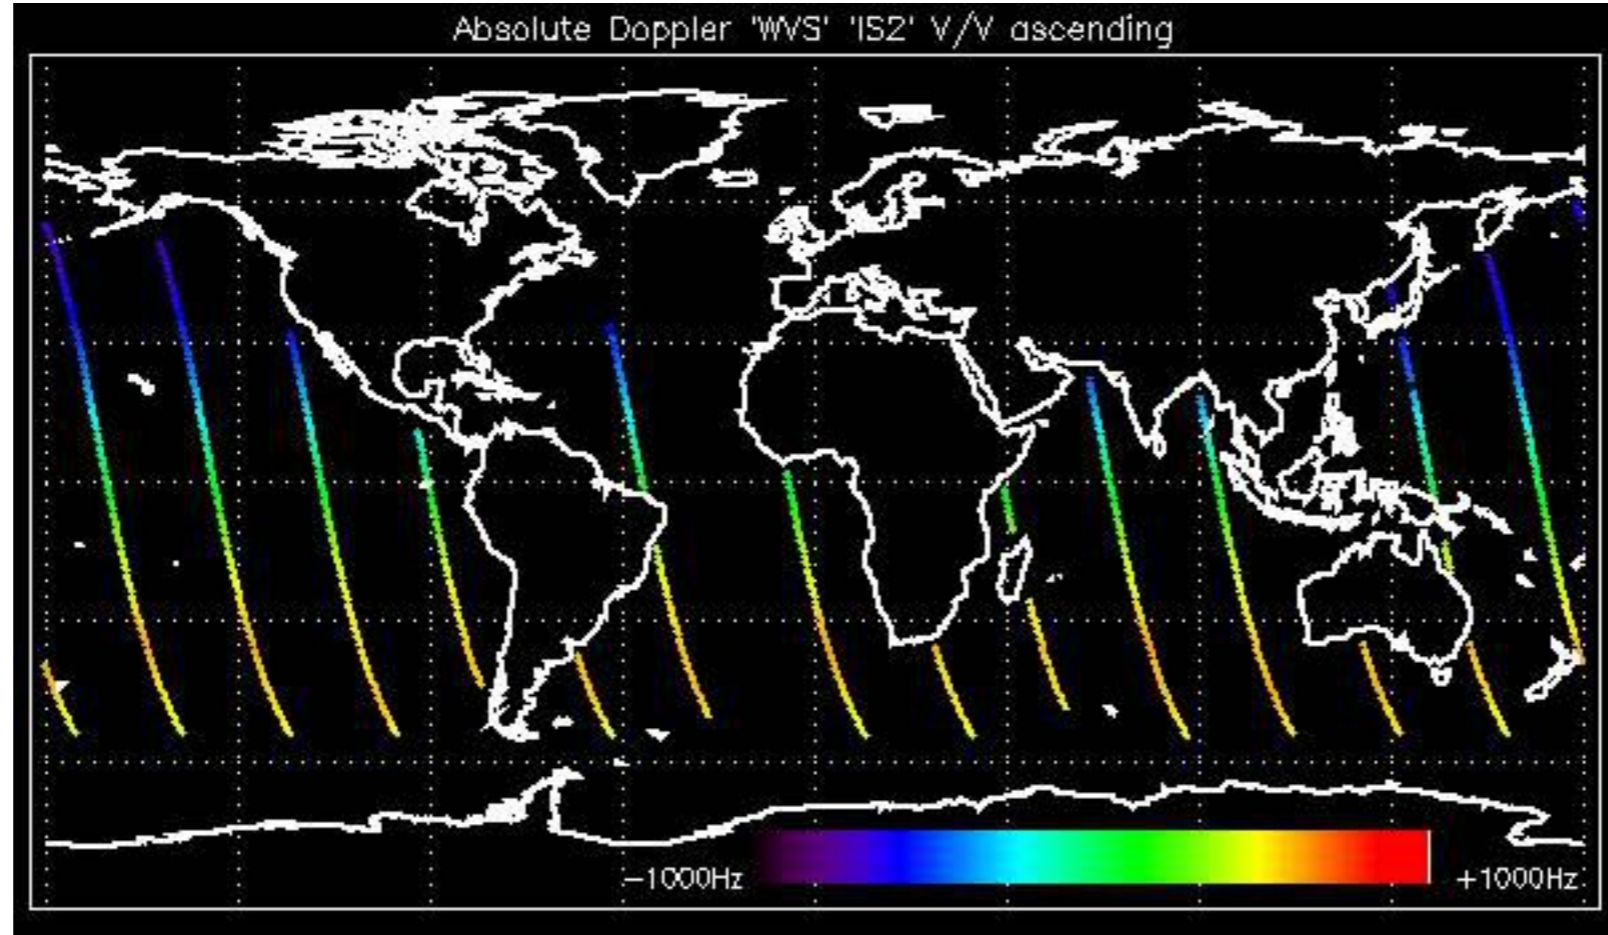 Absolute Doppler 'WVS' 'IS2' V/V ascending
-1000Hz +1000Hz